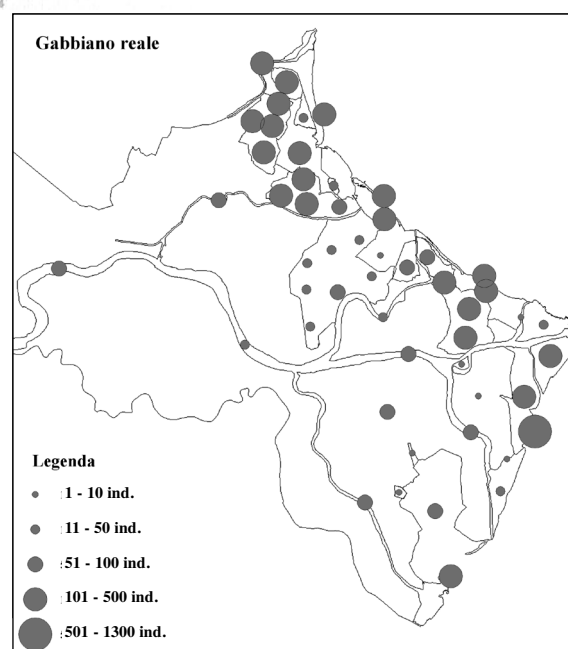 Gabbiano reale
Legenda
1 - 10 ind.
11 - 50 ind.
51 - 100 ind.
101 - 500 ind.
501 - 1300 ind.